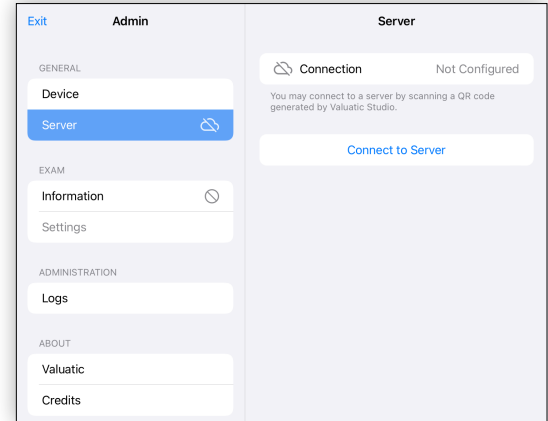 Exit
Admin
GENERAL
Device
Server
EXAM
Information
Settings
ADMINISTRATION
Logs
ABOUT
Valuatic
Credits
Server
Connection
Not Configured
You may connect to a server by scanning a QR code
generated by Valuatic Studio.
Connect to Server